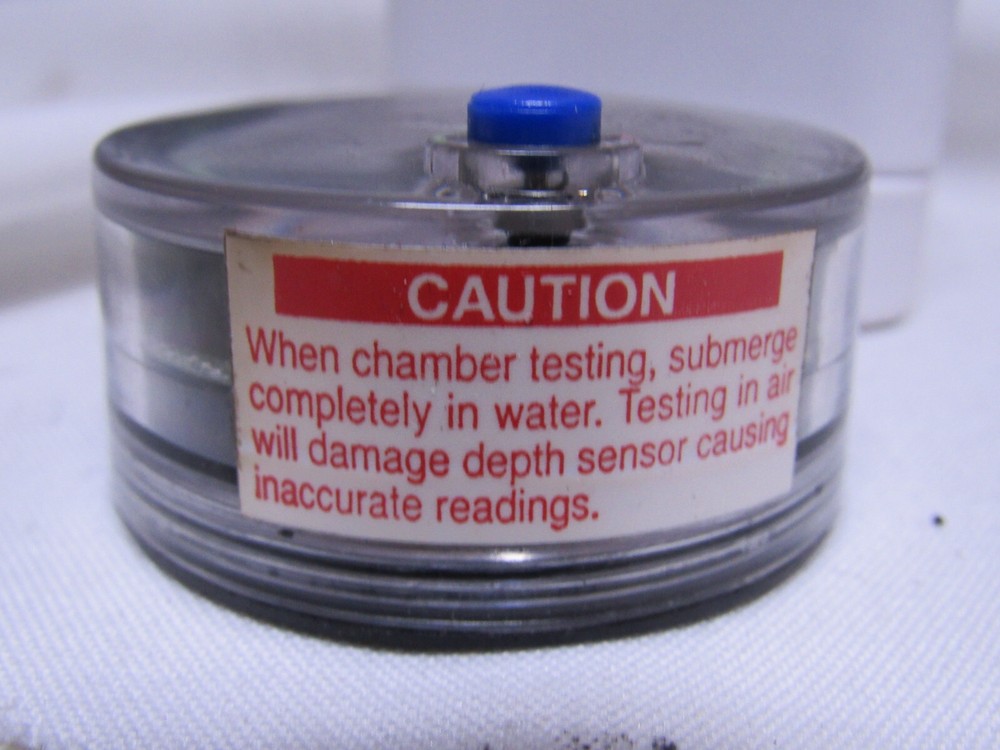 CAUTION
When chamber testing, submerge
completely in water. Testing in air
will damage depth sensor causing
inaccurate readings.